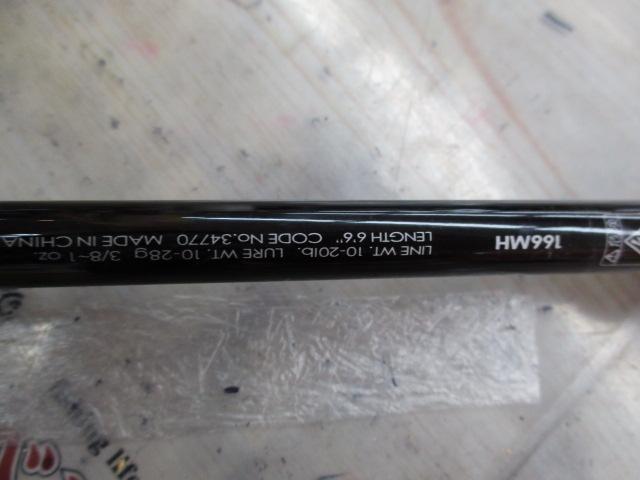 166MH
LINE WT. 10-20lb. LURE WT. 10-28g 3/8~1 oz.
LENGTH 6'6" CODE No.34770 MADE IN CHINA
life